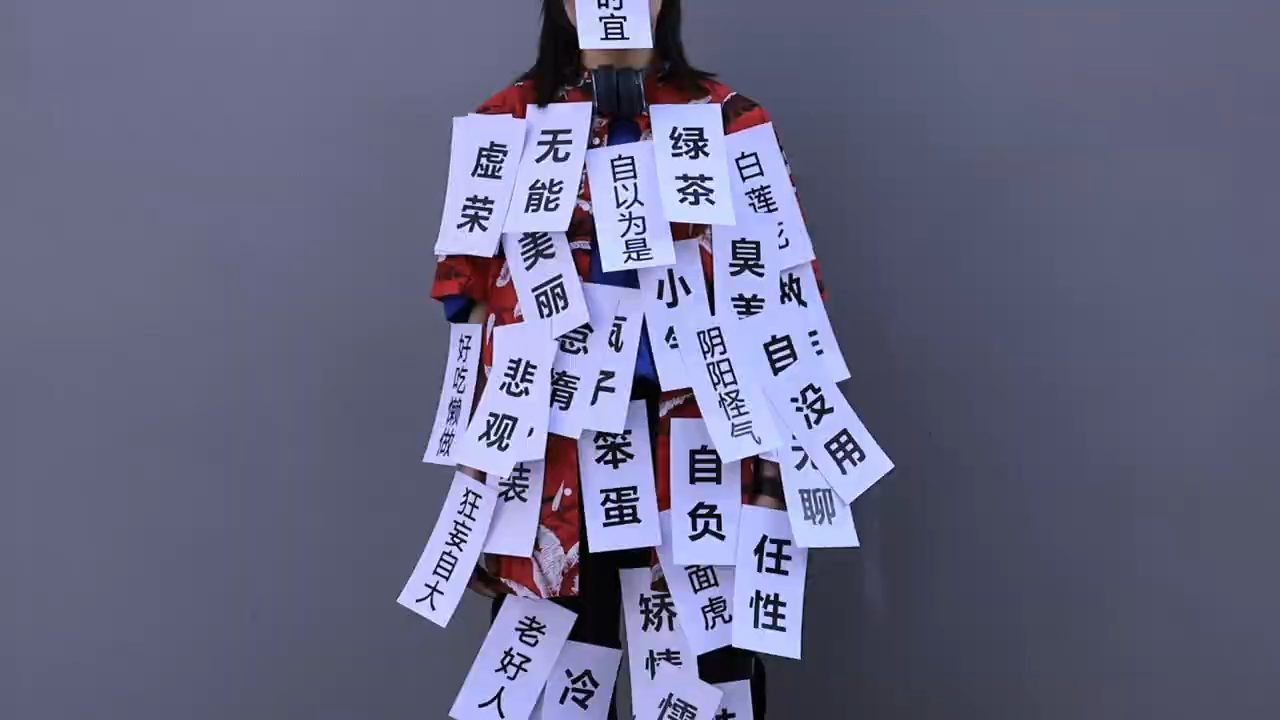 宜
虚荣
无能
自以为是
绿茶
白莲
美丽
臭美
小
好吃懒做
悲观
阴阳怪气
自
没用
装
笨蛋
自负
聊
狂妄自大
面虎
任性
矫情
老好人
冷
懦